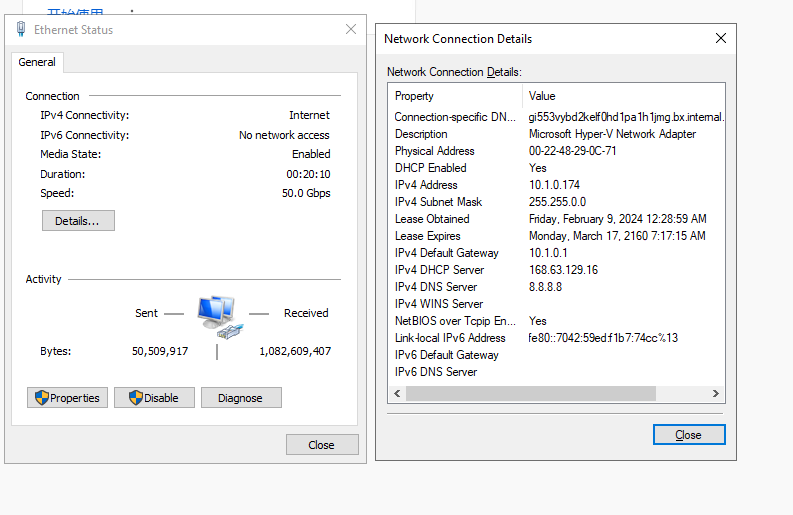 开始使用
Ethernet Status
General
Connection
IPv4 Connectivity: Internet
IPv6 Connectivity: No network access
Media State: Enabled
Duration: 00:20:10
Speed: 50.0 Gbps
Details...
Activity
Sent Received
Bytes: 50,509,917 1,082,609,407
Properties Disable Diagnose
Close
Network Connection Details
Network Connection Details:
Property Value
Connection-specific DN... gi553vybd2kelf0hd1pa1h1jmg.bx.internal.
Description Microsoft Hyper-V Network Adapter
Physical Address 00-22-48-29-0C-71
DHCP Enabled Yes
IPv4 Address 10.1.0.174
IPv4 Subnet Mask 255.255.0.0
Lease Obtained Friday, February 9, 2024 12:28:59 AM
Lease Expires Monday, March 17, 2160 7:17:15 AM
IPv4 Default Gateway 10.1.0.1
IPv4 DHCP Server 168.63.129.16
IPv4 DNS Server 8.8.8.8
IPv4 WINS Server
NetBIOS over Tcpip En... Yes
Link-local IPv6 Address fe80::7042:59ed:f1b7:74cc%13
IPv6 Default Gateway
IPv6 DNS Server
Close